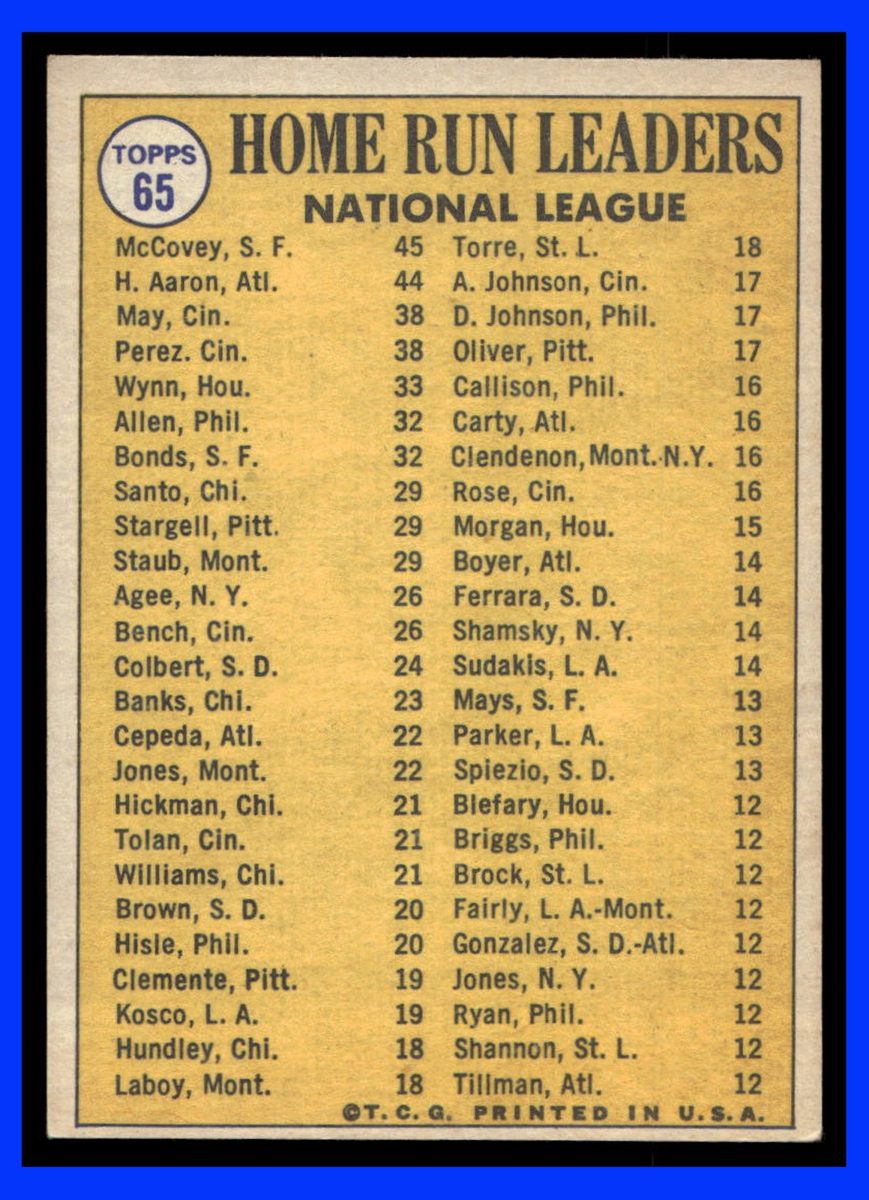 TOPPS
65
HOME RUN LEADERS
NATIONAL LEAGUE
McCovey, S. F. 45 Torre, St. L. 18
H. Aaron, Atl. 44 A. Johnson, Cin. 17
May, Cin. 38 D. Johnson, Phil. 17
Perez. Cin. 38 Oliver, Pitt. 17
Wynn, Hou. 33 Callison, Phil. 16
Allen, Phil. 32 Carty, Atl. 16
Bonds, S. F. 32 Clendenon, Mont.-N.Y. 16
Santo, Chi. 29 Rose, Cin. 16
Stargell, Pitt. 29 Morgan, Hou. 15
Staub, Mont. 29 Boyer, Atl. 14
Agee, N. Y. 26 Ferrara, S. D. 14
Bench, Cin. 26 Shamsky, N. Y. 14
Colbert, S. D. 24 Sudakis, L. A. 14
Banks, Chi. 23 Mays, S. F. 13
Cepeda, Atl. 22 Parker, L. A. 13
Jones, Mont. 22 Spiezio, S. D. 13
Hickman, Chi. 21 Blefary, Hou. 12
Tolan, Cin. 21 Briggs, Phil. 12
Williams, Chi. 21 Brock, St. L. 12
Brown, S. D. 20 Fairly, L. A.-Mont. 12
Hisle, Phil. 20 Gonzalez, S. D.-Atl. 12
Clemente, Pitt. 19 Jones, N. Y. 12
Kosco, L. A. 19 Ryan, Phil. 12
Hundley, Chi. 18 Shannon, St. L. 12
Laboy, Mont. 18 Tillman, Atl. 12
©T. C. G. PRINTED IN U.S.A.